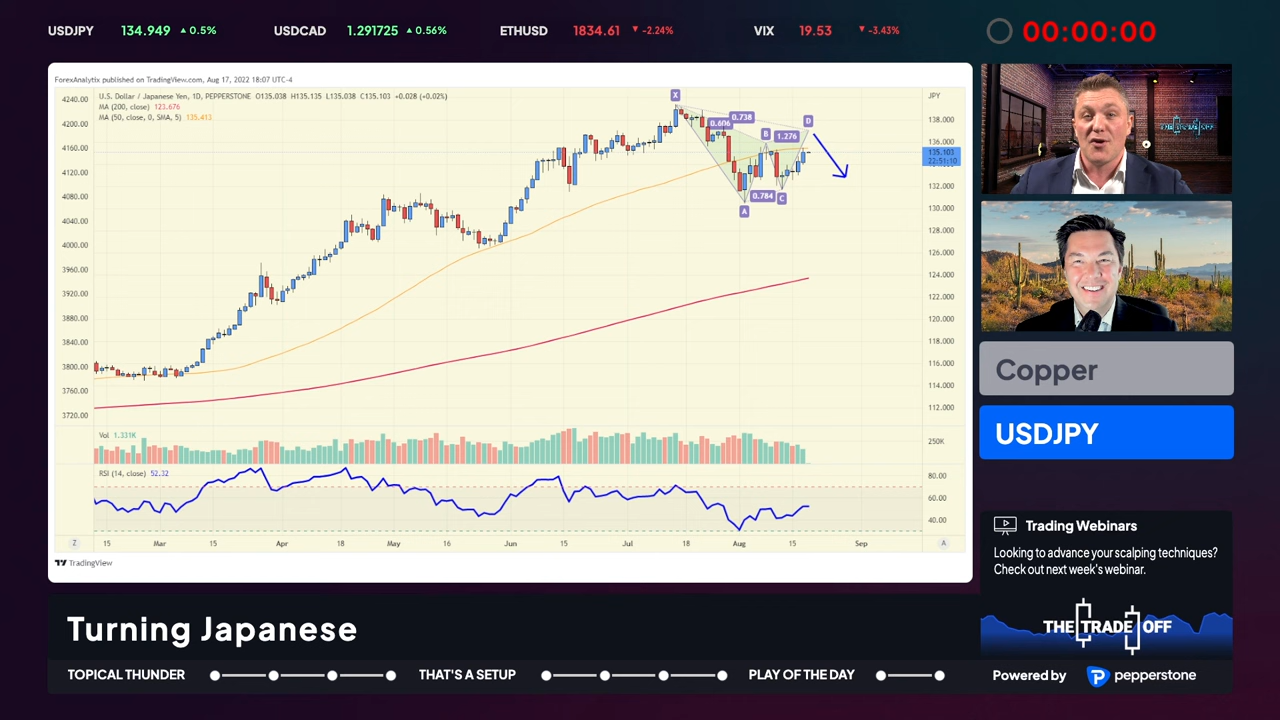 USDJPY 134.949 ▲ 0.5% USDCAD 1.291725 ▲ 0.56% ETHUSD 1834.61 ▼ -2.24% VIX 19.53 ▼ -3.43% 00:00:00
ForexAnalytix published on TradingView.com, Aug 17, 2022 18:07 UTC-4
U.S. Dollar / Japanese Yen, 1D, PEPPERSTONE O135.038 H135.135 L135.038 C135.103 +0.028 (+0.02%)
MA (200, close) 123.676
MA (50, close, 0, SMA, 5) 135.413
4240.00
4200.00
4160.00
4120.00
4080.00
4040.00
4000.00
3960.00
3920.00
3880.00
3840.00
3800.00
3760.00
3720.00
X
0.606
0.738
B
1.276
D
A
0.784
C
JPY
138.000
136.000
135.103
22:51:10
132.000
130.000
128.000
126.000
124.000
122.000
120.000
118.000
116.000
114.000
112.000
Vol 1.331K
250K
RSI (14, close) 52.32
80.00
60.00
40.00
Z 15 Mar 15 Apr 18 May 16 Jun 15 Jul 18 Aug 15 Sep A
TradingView
THE TRADE OFF
Copper
USDJPY
Trading Webinars
Looking to advance your scalping techniques?
Check out next week's webinar.
THE TRADE OFF
Turning Japanese
TOPICAL THUNDER THAT'S A SETUP PLAY OF THE DAY
Powered by pepperstone